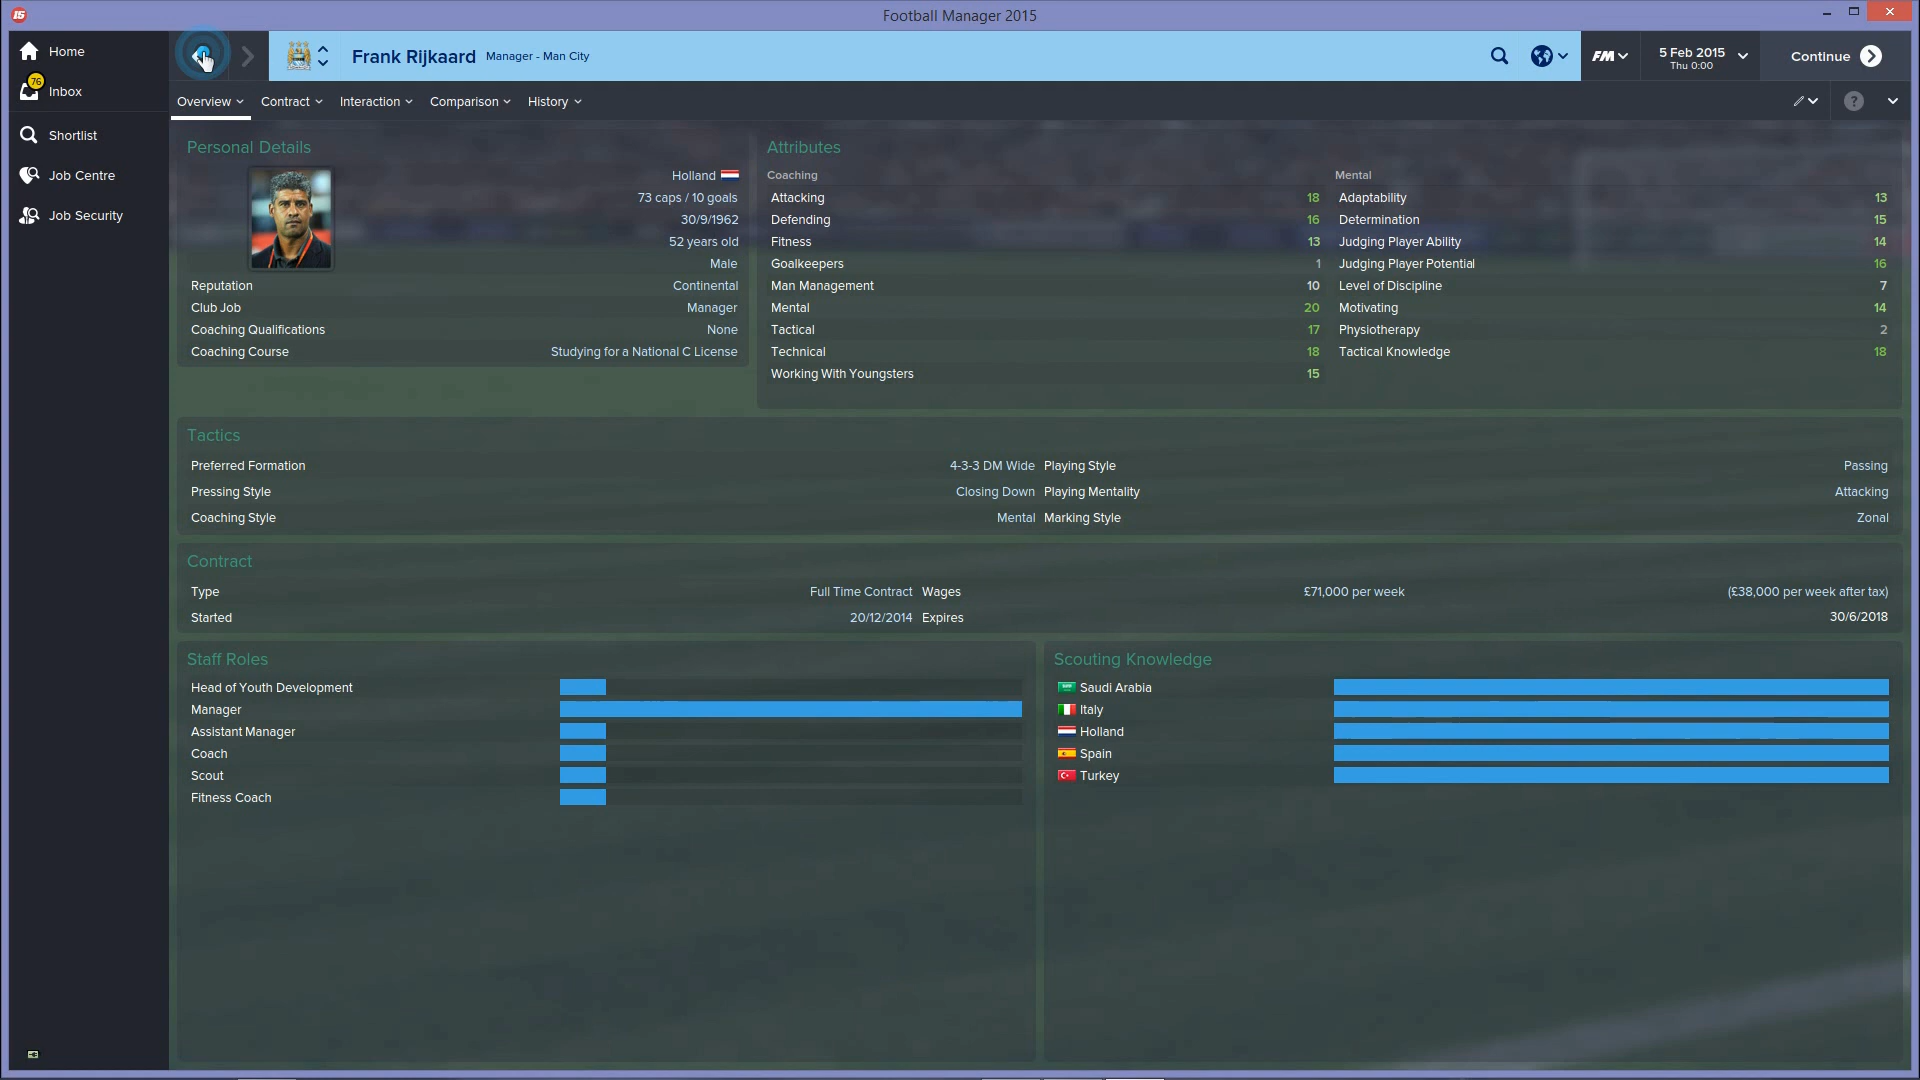 Football Manager 2015
Home
76
Inbox
Shortlist
Job Centre
Job Security
Frank Rijkaard Manager - Man City
FM
5 Feb 2015
Thu 0:00
Continue
Overview Contract Interaction Comparison History
?
Personal Details
Holland
73 caps / 10 goals
30/9/1962
52 years old
Male
Reputation Continental
Club Job Manager
Coaching Qualifications None
Coaching Course Studying for a National C License
Attributes
Coaching
Attacking 18
Defending 16
Fitness 13
Goalkeepers 1
Man Management 10
Mental 20
Tactical 17
Technical 18
Working With Youngsters 15
Mental
Adaptability 13
Determination 15
Judging Player Ability 14
Judging Player Potential 16
Level of Discipline 7
Motivating 14
Physiotherapy 2
Tactical Knowledge 18
Tactics
Preferred Formation 4-3-3 DM Wide Playing Style Passing
Pressing Style Closing Down Playing Mentality Attacking
Coaching Style Mental Marking Style Zonal
Contract
Type Full Time Contract Wages £71,000 per week (£38,000 per week after tax)
Started 20/12/2014 Expires 30/6/2018
Staff Roles
Head of Youth Development
Manager
Assistant Manager
Coach
Scout
Fitness Coach
Scouting Knowledge
Saudi Arabia
Italy
Holland
Spain
Turkey